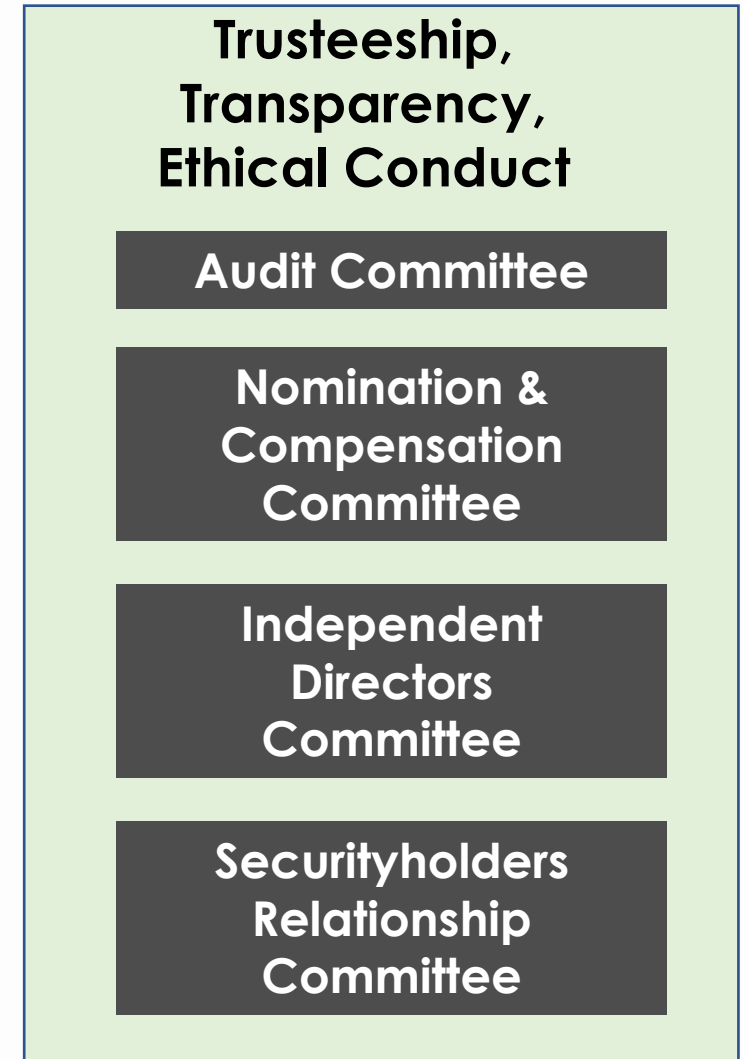 Trusteeship,
Transparency,
Ethical Conduct
Audit Committee
Nomination &
Compensation
Committee
Independent
Directors
Committee
Securityholders
Relationship
Committee